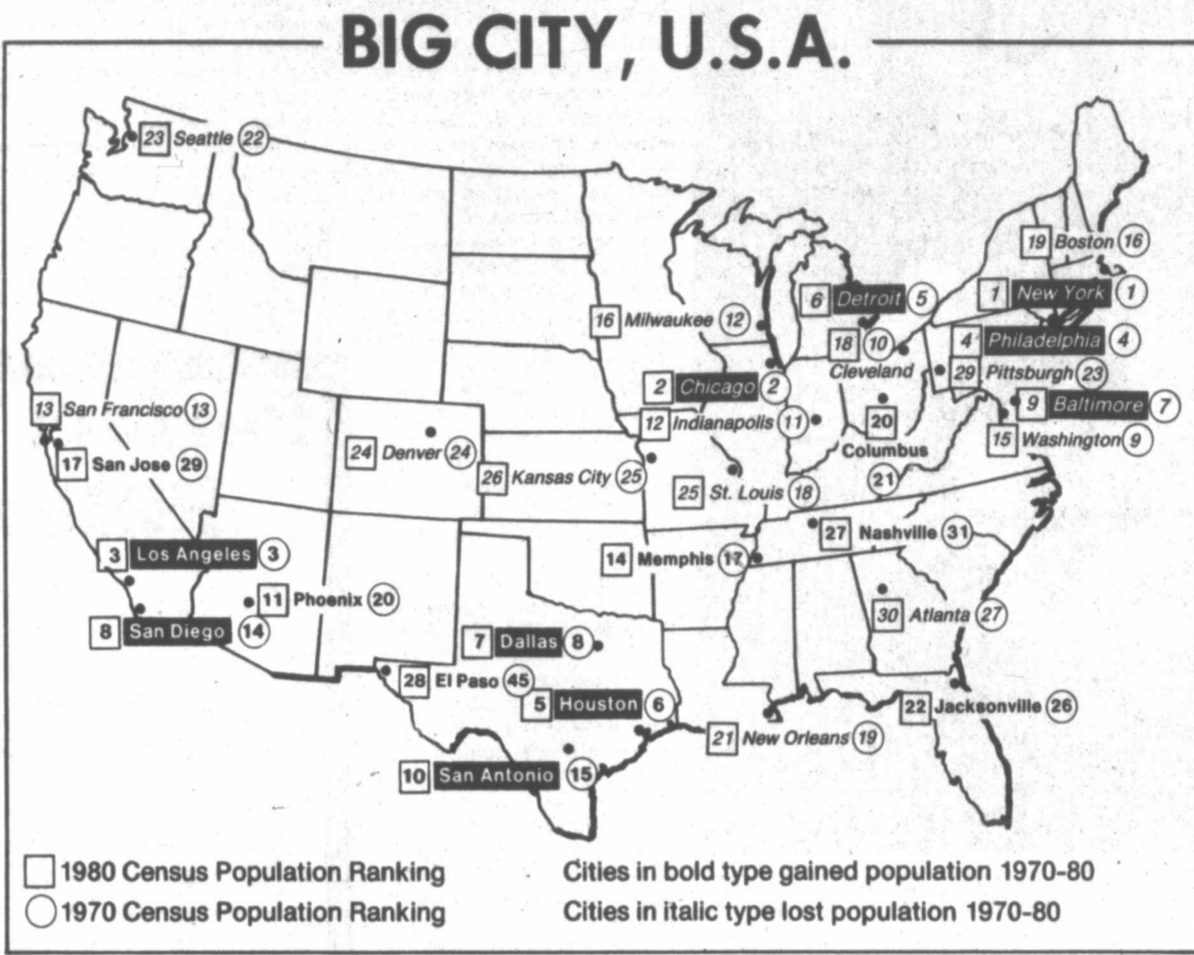 BIG CITY, U.S.A.
23 Seattle 22
19 Boston 16
6 Detroit 5
1 New York 1
16 Milwaukee 12
18 10
Cleveland
4 Philadelphia 4
29 Pittsburgh 23
2 Chicago 2
9 Baltimore 7
13 San Francisco 13
12 Indianapolis 11
20
Columbus
21
15 Washington 9
17 San Jose 29
24 Denver 24
26 Kansas City 25
25 St. Louis 18
27 Nashville 31
3 Los Angeles 3
14 Memphis 17
11 Phoenix 20
30 Atlanta 27
8 San Diego 14
7 Dallas 8
28 El Paso 45
5 Houston 6
22 Jacksonville 26
21 New Orleans 19
10 San Antonio 15
1980 Census Population Ranking
Cities in bold type gained population 1970-80
1970 Census Population Ranking
Cities in italic type lost population 1970-80